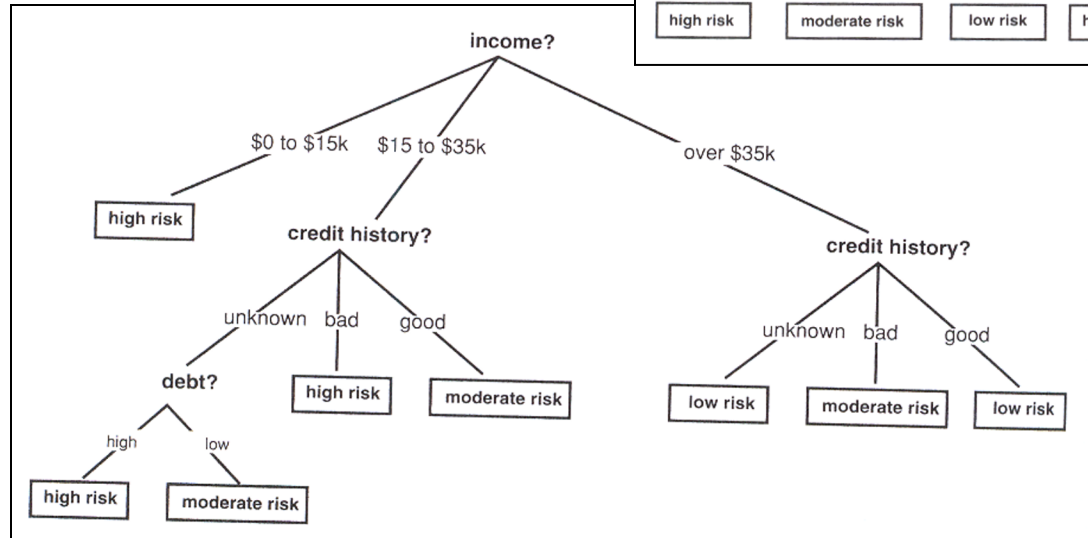 high risk
moderate risk
low risk
income?
$0 to $15k
$15 to $35k
over $35k
high risk
credit history?
credit history?
unknown
bad
good
unknown
bad
good
debt?
high risk
moderate risk
low risk
moderate risk
low risk
high
low
high risk
moderate risk